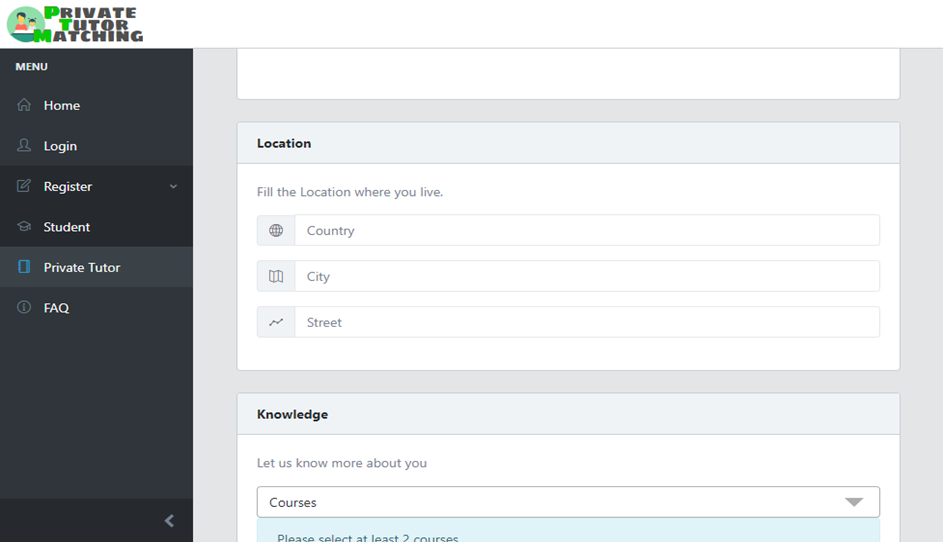 PRIVATE
TUTOR
MATCHING
MENU
Home
Login
Register
Student
Private Tutor
FAQ
Location
Fill the Location where you live.
Country
City
Street
Knowledge
Let us know more about you
Courses
Please select at least 2 courses